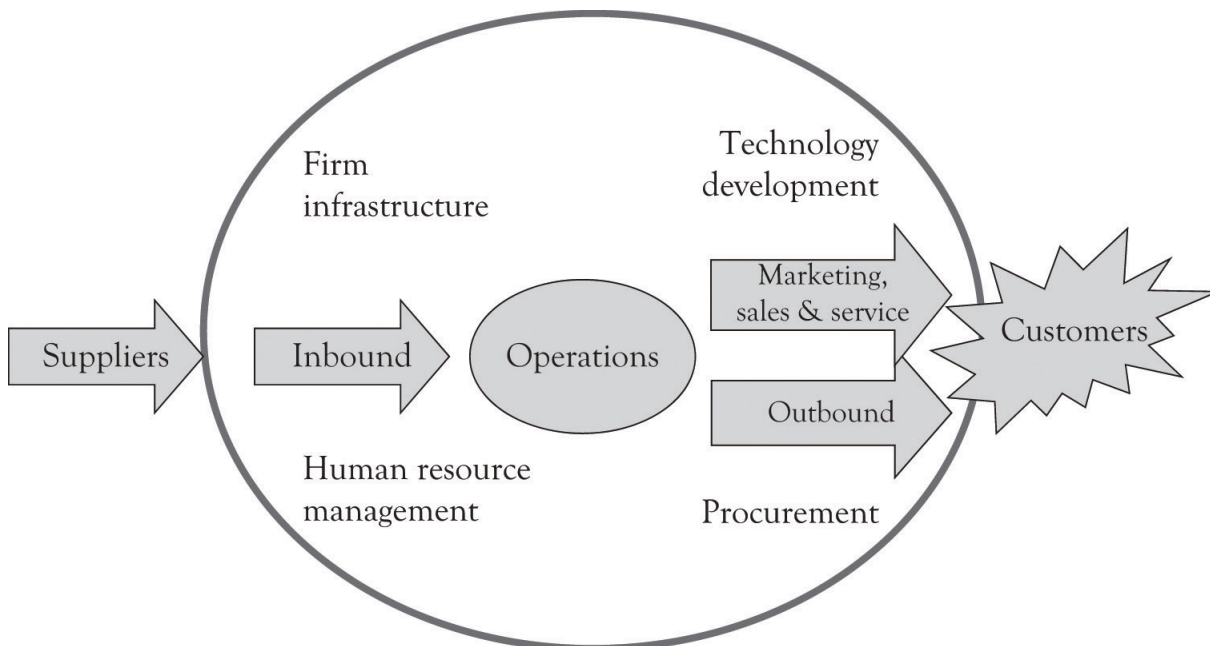 Firm
infrastructure
Technology
development
Suppliers
Inbound
Operations
Marketing,
sales & service
Customers
Outbound
Human resource
management
Procurement